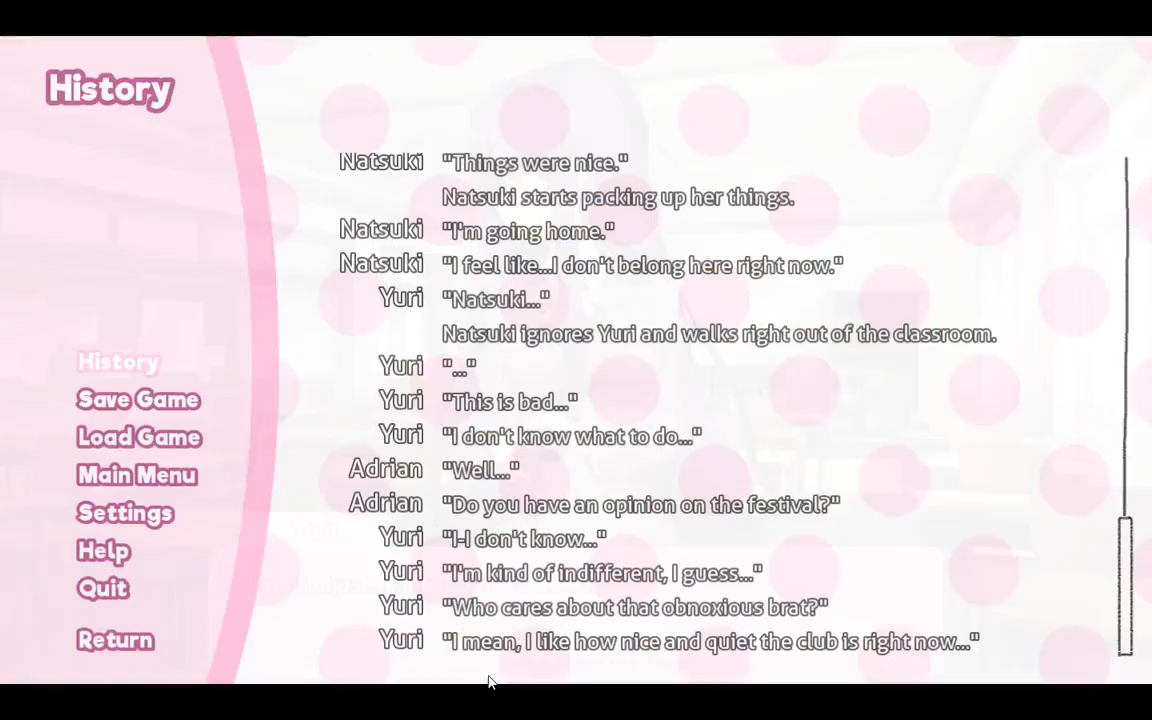 History
Natsuki "Things were nice."
Natsuki starts packing up her things.
Natsuki "I'm going home."
Natsuki "I feel like...I don't belong here right now."
Yuri "Natsuki..."
Natsuki ignores Yuri and walks right out of the classroom.
Yuri "..."
Yuri "This is bad..."
Yuri "I don't know what to do..."
Adrian "Well..."
Adrian "Do you have an opinion on the festival?"
Yuri "I-I don't know..."
Yuri "I'm kind of indifferent, I guess..."
Yuri "Who cares about that obnoxious brat?"
Yuri "I mean, I like how nice and quiet the club is right now..."
History
Save Game
Load Game
Main Menu
Settings
Help
Quit
Return